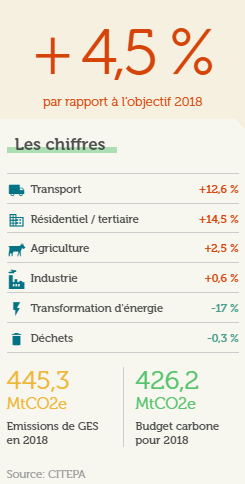 + 4,5 %
par rapport à l'objectif 2018
Les chiffres
Transport +12,6 %
Résidentiel / tertiaire +14,5 %
Agriculture +2,5 %
Industrie +0,6 %
Transformation d'énergie -17 %
Déchets -0,3 %
445,3 426,2
MtCO2e MtCO2e
Emissions de GES Budget carbone
en 2018 pour 2018
Source: CITEPA